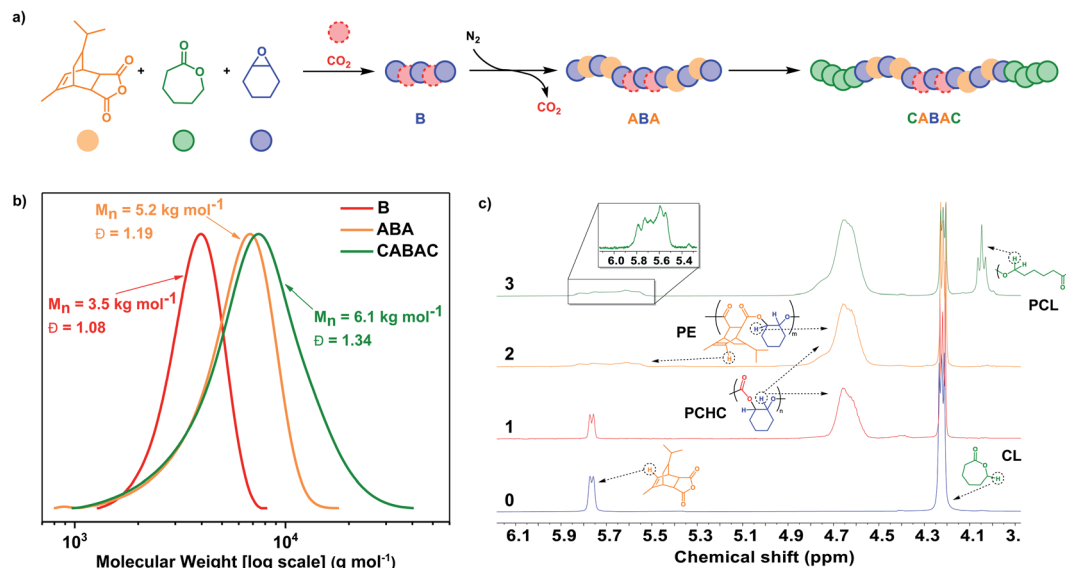 a)
O
O
O
+
O
O
+
O
CO2
N2
CO2
B
ABA
CABAC
b)
Mn = 5.2 kg mol-1
Đ = 1.19
B
ABA
CABAC
Mn = 3.5 kg mol-1
Đ = 1.08
Mn = 6.1 kg mol-1
Đ = 1.34
103
104
Molecular Weight [log scale] (g mol-1)
c)
6.0 5.8 5.6 5.4
H
H
O
O
PCL
3
PE
O
O
O
O
H
n
H
2
PCHC
O
O
H
O
H
n
1
CL
O
O
H
H
O
O
O
0
6.1 5.9 5.7 5.5 5.3 5.1 4.9 4.7 4.5 4.3 4.1 3.
Chemical shift (ppm)